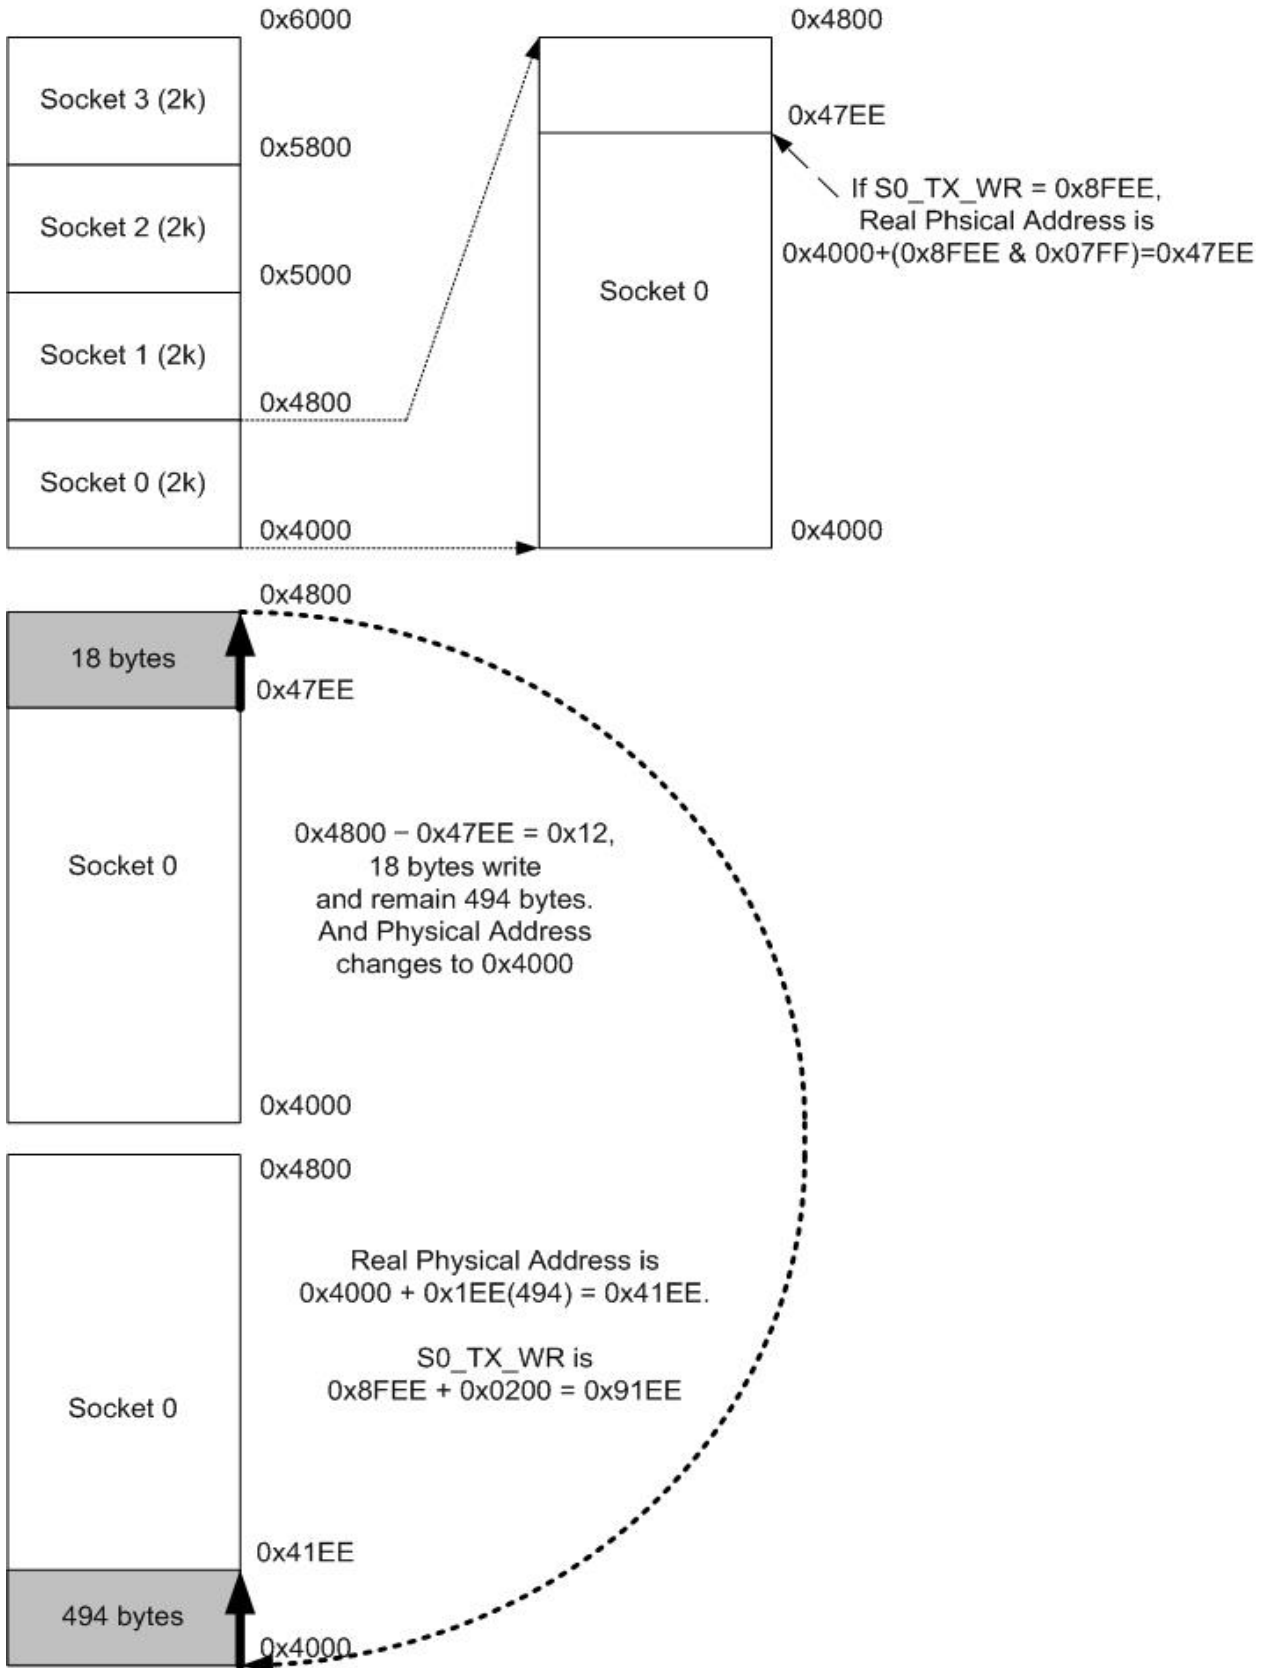 0x6000
Socket 3 (2k)
0x5800
Socket 2 (2k)
0x5000
Socket 1 (2k)
0x4800
Socket 0 (2k)
0x4000
0x4800
0x47EE
If S0_TX_WR = 0x8FEE,
Real Phsical Address is
0x4000+(0x8FEE & 0x07FF)=0x47EE
Socket 0
0x4000
0x4800
18 bytes
0x47EE
Socket 0
0x4800 − 0x47EE = 0x12,
18 bytes write
and remain 494 bytes.
And Physical Address
changes to 0x4000
0x4000
0x4800
Real Physical Address is
0x4000 + 0x1EE(494) = 0x41EE.
S0_TX_WR is
0x8FEE + 0x0200 = 0x91EE
Socket 0
0x41EE
494 bytes
0x4000